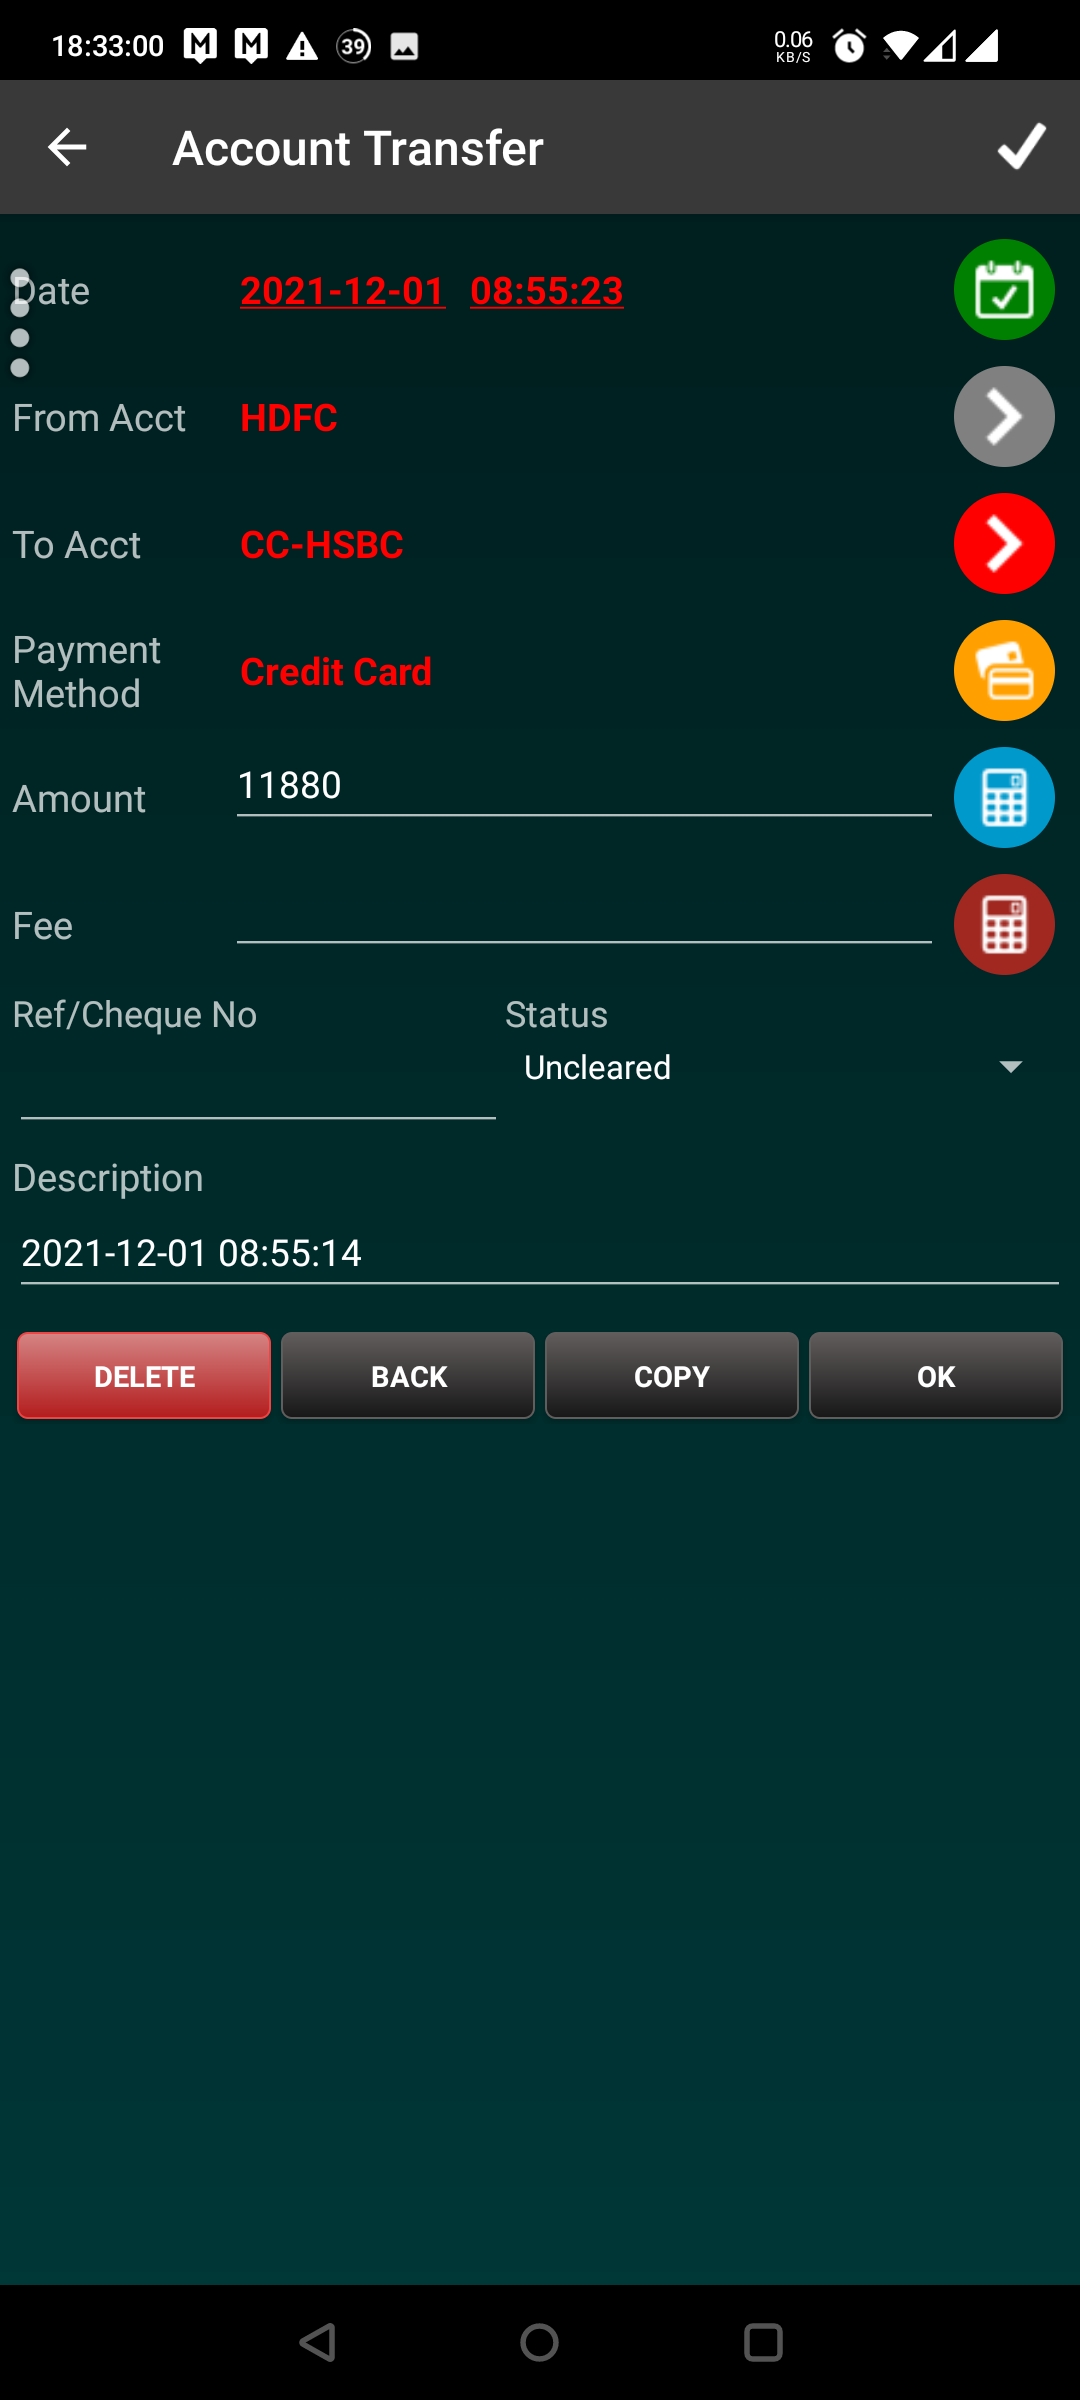 18:33:00 39 0.06 KB/S
Account Transfer
Date 2021-12-01 08:55:23
From Acct HDFC
To Acct CC-HSBC
Payment Method Credit Card
Amount 11880
Fee
Ref/Cheque No Status
Uncleared
Description
2021-12-01 08:55:14
DELETE BACK COPY OK